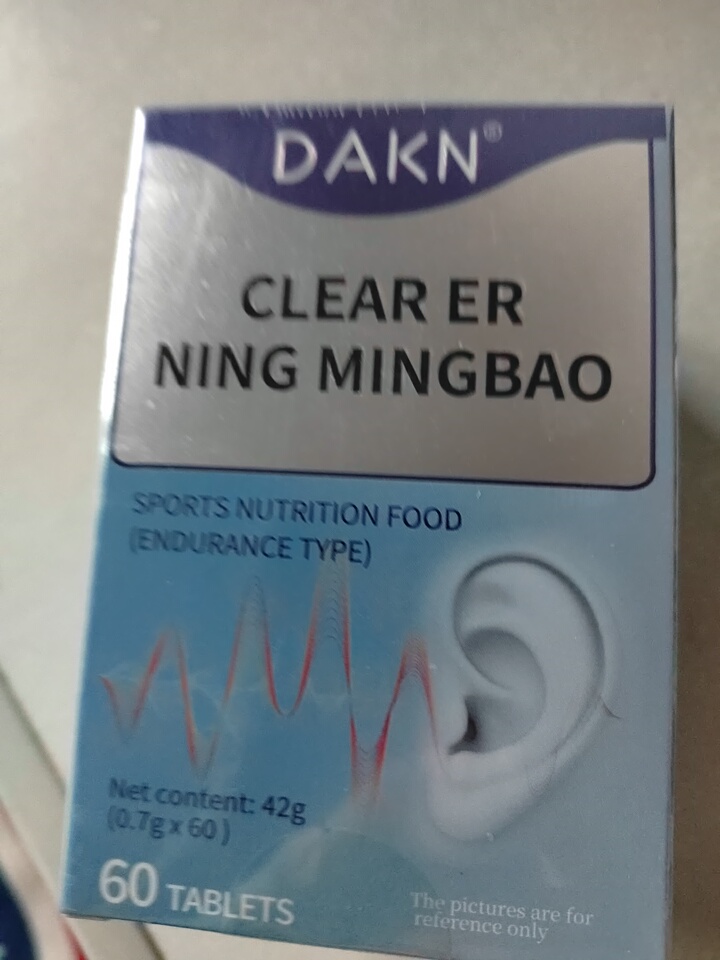 DAKN®
CLEAR ER
NING MINGBAO
SPORTS NUTRITION FOOD
(ENDURANCE TYPE)
Net content: 42g
(0.7g x 60 )
60 TABLETS
The pictures are for
reference only